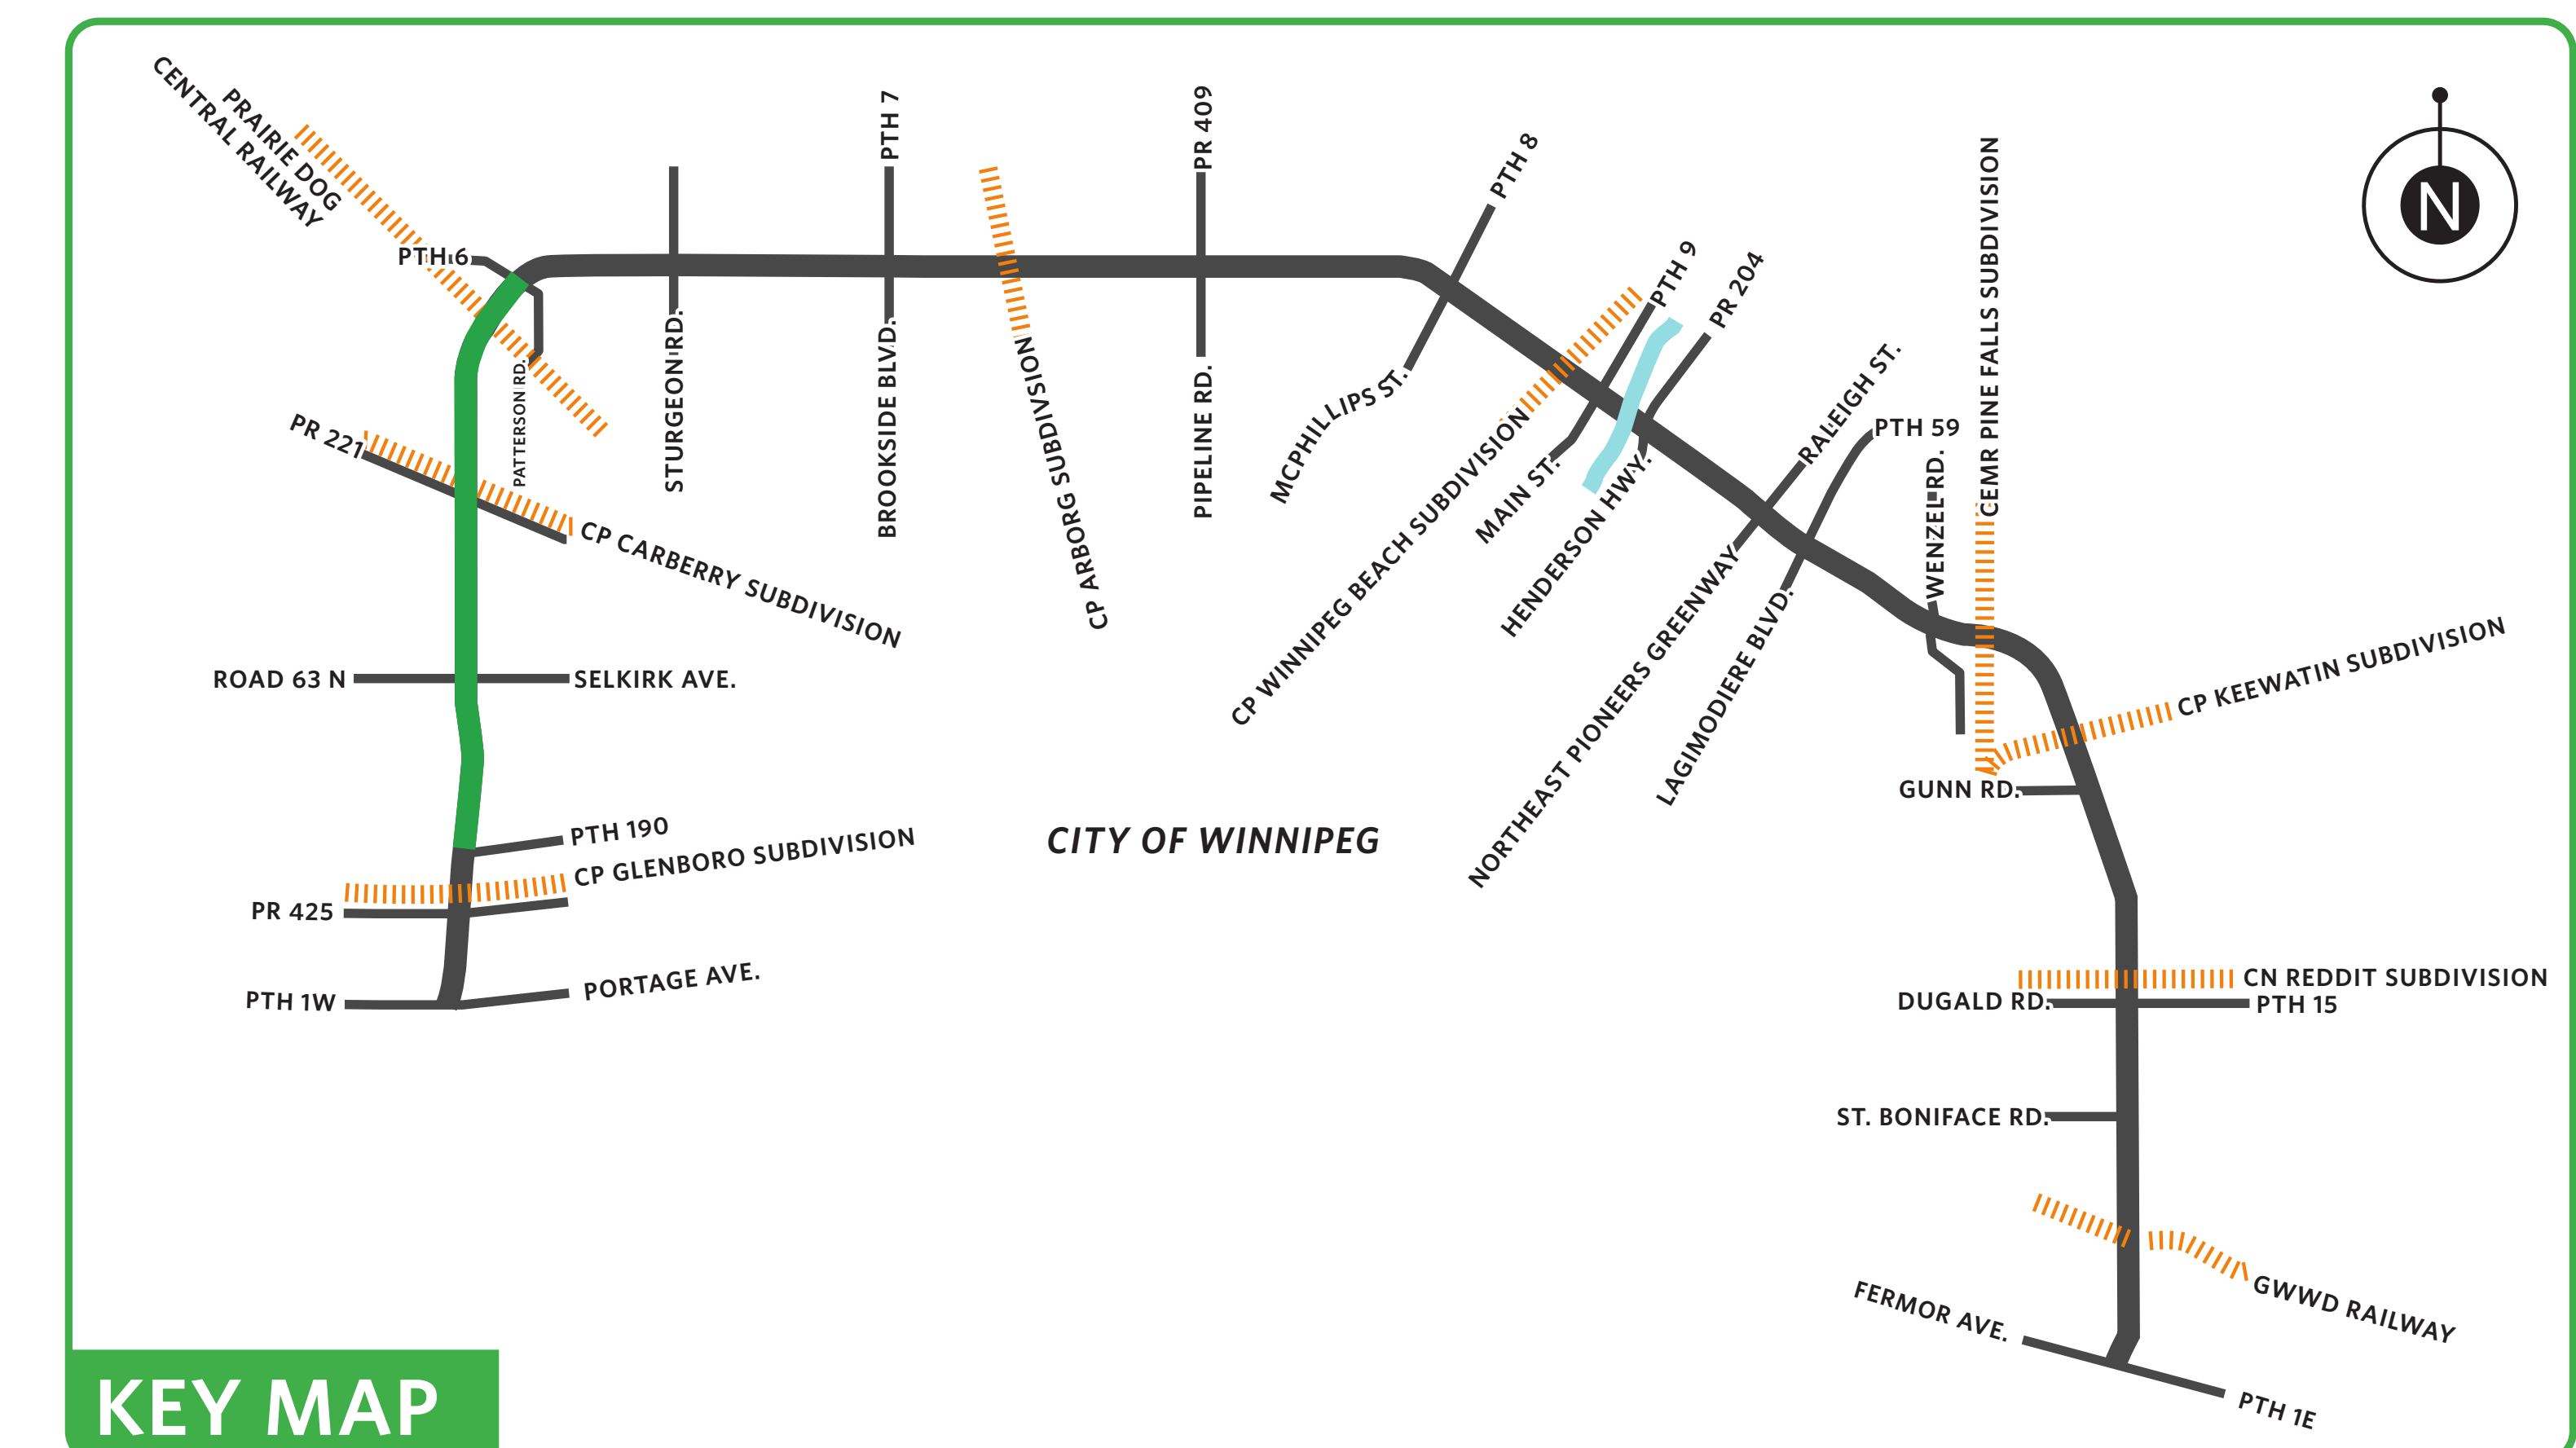 CENTRAL RAILWAY
PRAIRIE DOG
PTH 6
PATTERSON RD.
PR 221
CP CARBERRY SUBDIVISION
ROAD 63 N
SELKIRK AVE.
PTH 190
CP GLENBORO SUBDIVISION
PR 425
PTH 1W
PORTAGE AVE.
STURGEON RD.
PTH 7
BROOKSIDE BLVD.
CP ARBORG SUBDIVISION
PR 409
PIPELINE RD.
PTH 8
MCPHILLIPS ST.
CP WINNIPEG BEACH SUBDIVISION
PTH 9
MAIN ST.
PR 204
HENDERSON HWY.
RALEIGH ST.
NORTHEAST PIONEERS GREENWAY
PTH 59
LAGIMODIERE BLVD.
WENZEL RD.
CEMR PINE FALLS SUBDIVISION
CP KEEWATIN SUBDIVISION
GUNN RD.
CITY OF WINNIPEG
CN REDDIT SUBDIVISION
DUGALD RD.
PTH 15
ST. BONIFACE RD.
GWWD RAILWAY
FERMOR AVE.
PTH 1E
N
KEY MAP